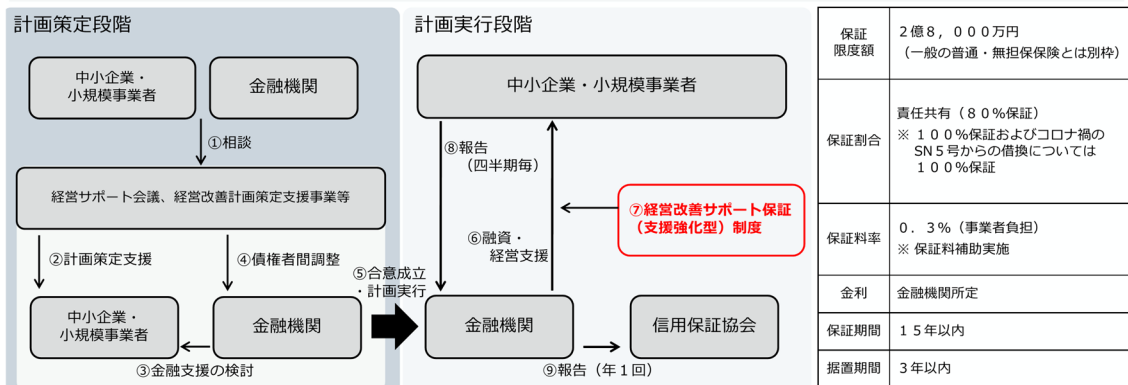 計画策定段階
中小企業・
小規模事業者
金融機関
①相談
経営サポート会議、経営改善計画策定支援事業等
②計画策定支援
④債権者間調整
中小企業・
小規模事業者
金融機関
③金融支援の検討
⑤合意成立
・計画実行
計画実行段階
中小企業・小規模事業者
⑧報告
(四半期毎)
⑥融資・
経営支援
⑦経営改善サポート保証
(支援強化型)制度
金融機関
信用保証協会
⑨報告(年1回)
保証
限度額
2億8,000万円
(一般の普通・無担保保険とは別枠)
保証割合
責任共有(80%保証)
※ 100%保証およびコロナ禍の
SN5号からの借換については
100%保証
保証料率
0.3%(事業者負担)
※ 保証料補助実施
金利
金融機関所定
保証期間
15年以内
据置期間
3年以内